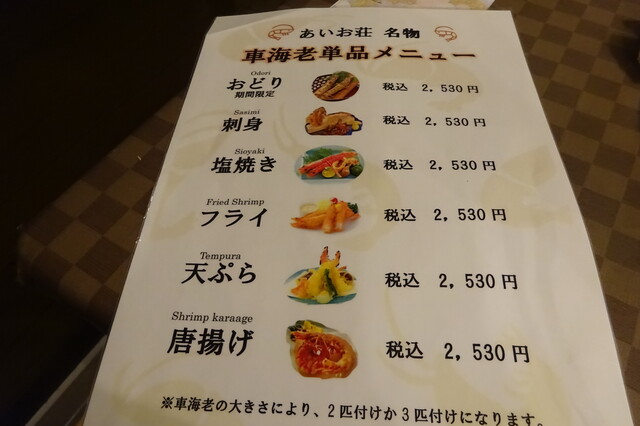 あいお荘 名物
車海老単品メニュー
Odori
おどり 税込 2,530円
期間限定
Sasimi
刺身 税込 2,530円
Sioyaki
塩焼き 税込 2,530円
Fried Shrimp
フライ 税込 2,530円
Tempura
天ぷら 税込 2,530円
Shrimp karaage
唐揚げ 税込 2,530円
※車海老の大きさにより、2匹付けか3匹付けになります。